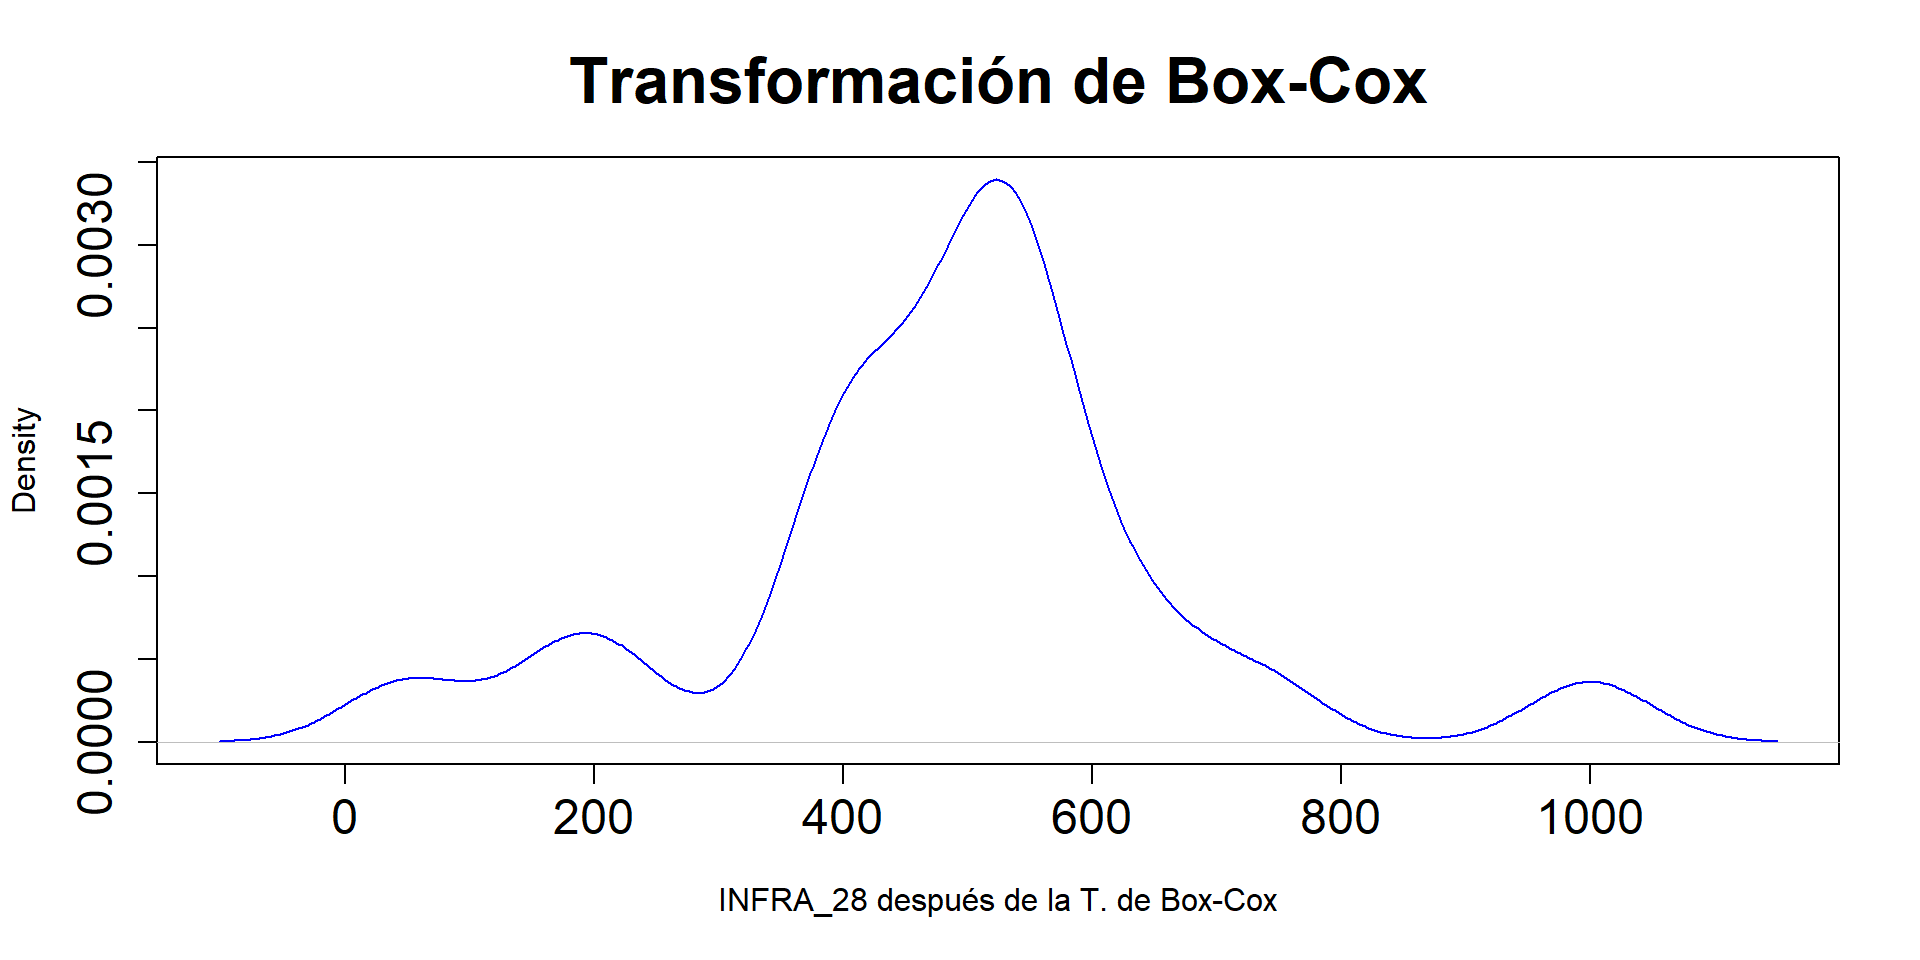 Transformación de Box-Cox
Density
0.0030
0.0015
0.0000
0 200 400 600 800 1000
INFRA_28 después de la T. de Box-Cox